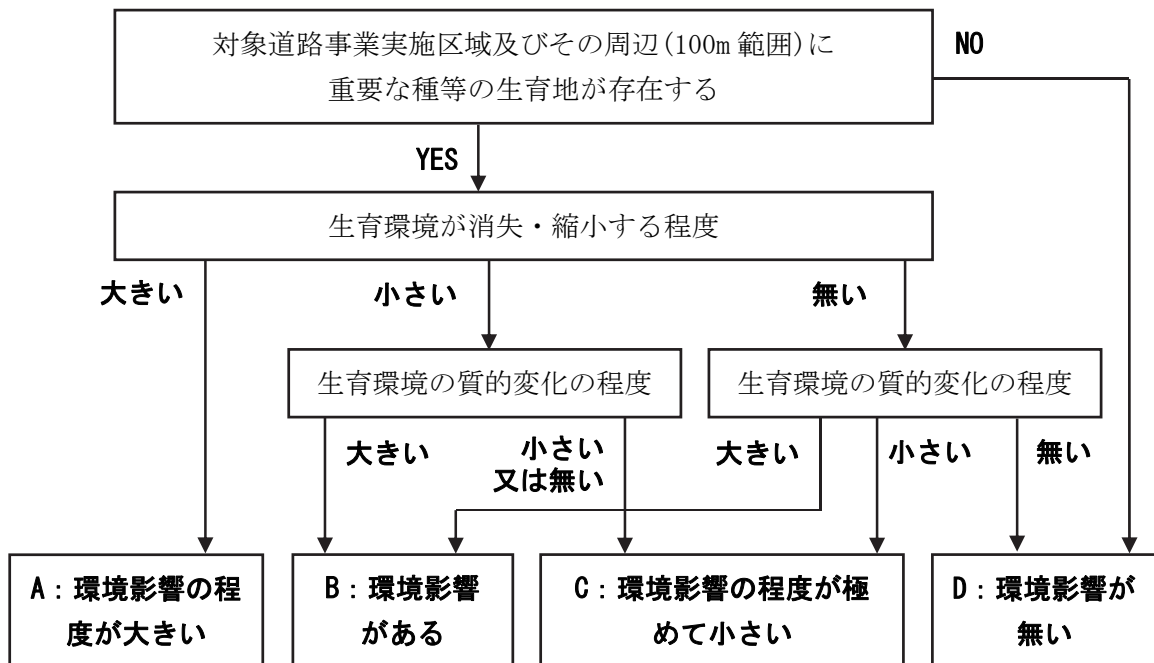 対象道路事業実施区域及びその周辺(100m 範囲)に
重要な種等の生育地が存在する
NO
YES
生育環境が消失・縮小する程度
大きい
小さい
無い
生育環境の質的変化の程度
生育環境の質的変化の程度
大きい
小さい
又は無い
大きい
小さい
無い
A：環境影響の程
度が大きい
B：環境影響
がある
C：環境影響の程度が極
めて小さい
D：環境影響が
無い